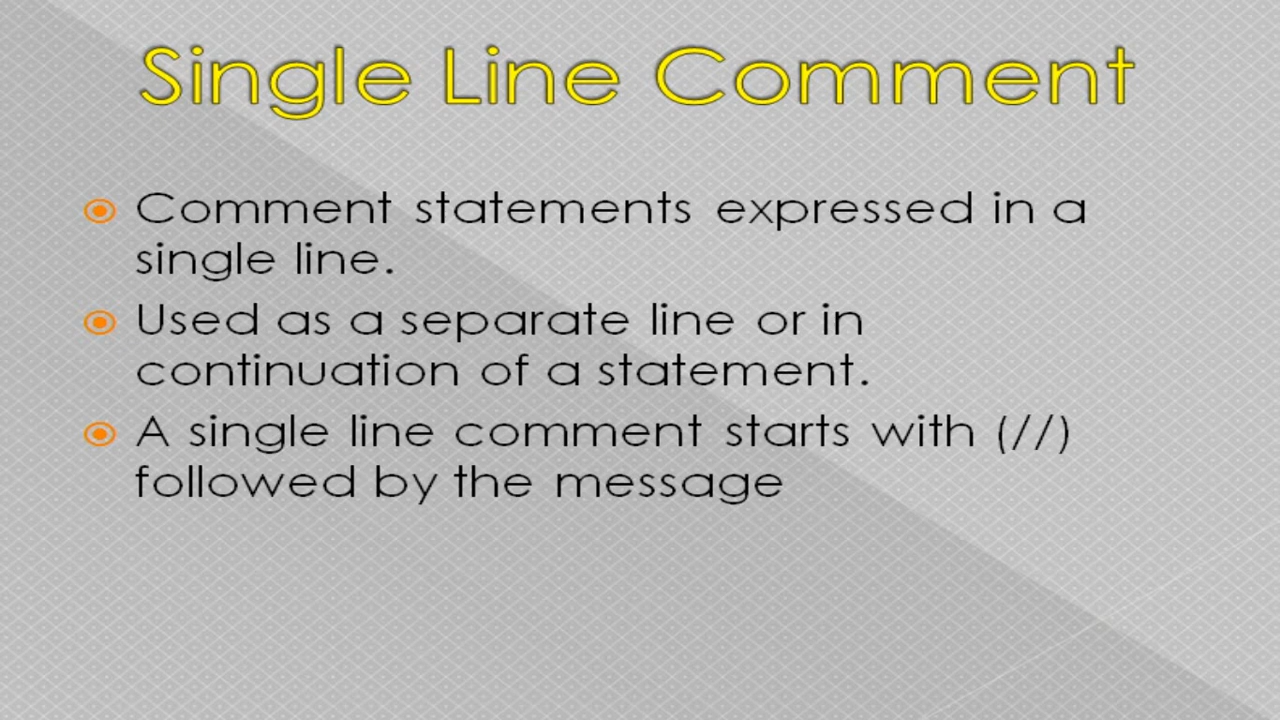 Single Line Comment
Comment statements expressed in a
single line.
Used as a separate line or in
continuation of a statement.
A single line comment starts with (//)
followed by the message